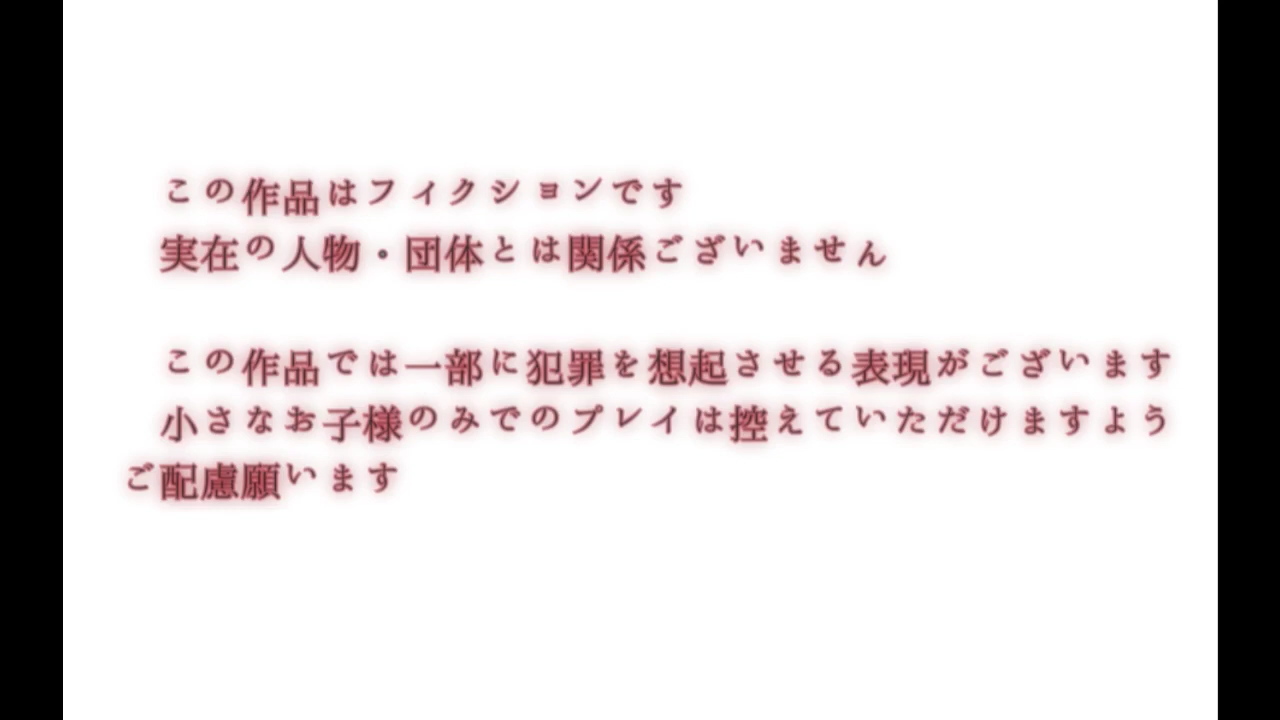 この作品はフィクションです
実在の人物・団体とは関係ございません
この作品では一部に犯罪を想起させる表現がございます
小さなお子様のみでのプレイは控えていただけますよう
ご配慮願います